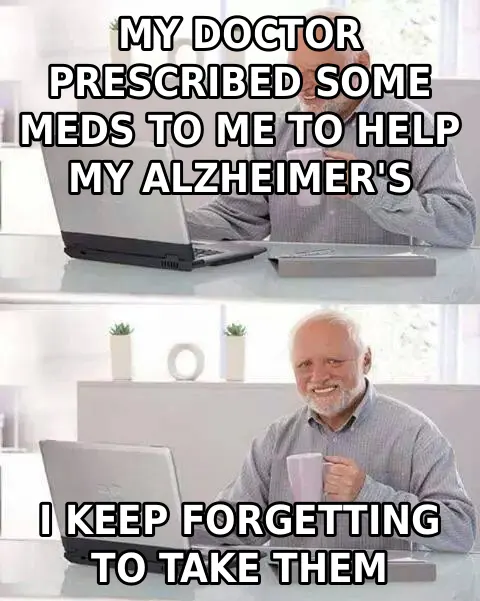 MY DOCTOR
PRESCRIBED SOME
MEDS TO ME TO HELP
MY ALZHEIMER'S
I KEEP FORGETTING
TO TAKE THEM